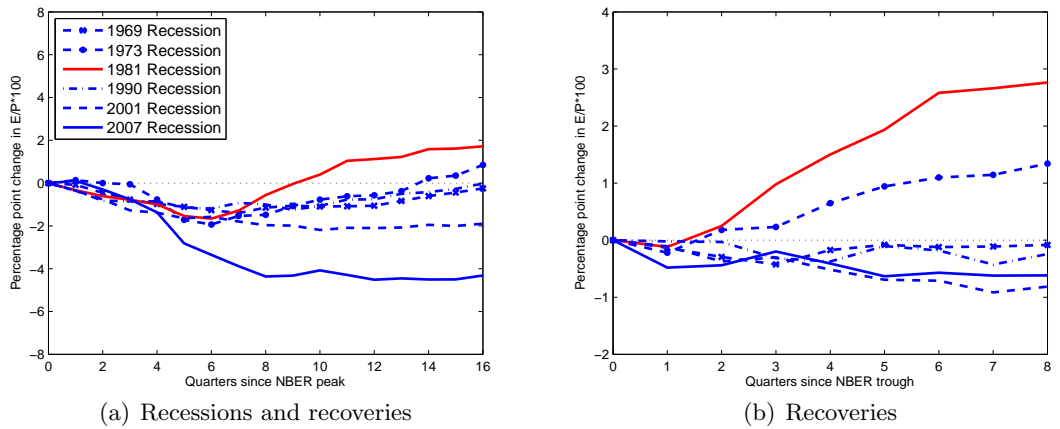 8
6
4
2
0
−2
−4
−6
−8
Percentage point change in E/P*100
1969 Recession
1973 Recession
1981 Recession
1990 Recession
2001 Recession
2007 Recession
0 2 4 6 8 10 12 14 16
Quarters since NBER peak
(a) Recessions and recoveries
4
3
2
1
0
−1
−2
Percentage point change in E/P*100
0 1 2 3 4 5 6 7 8
Quarters since NBER trough
(b) Recoveries